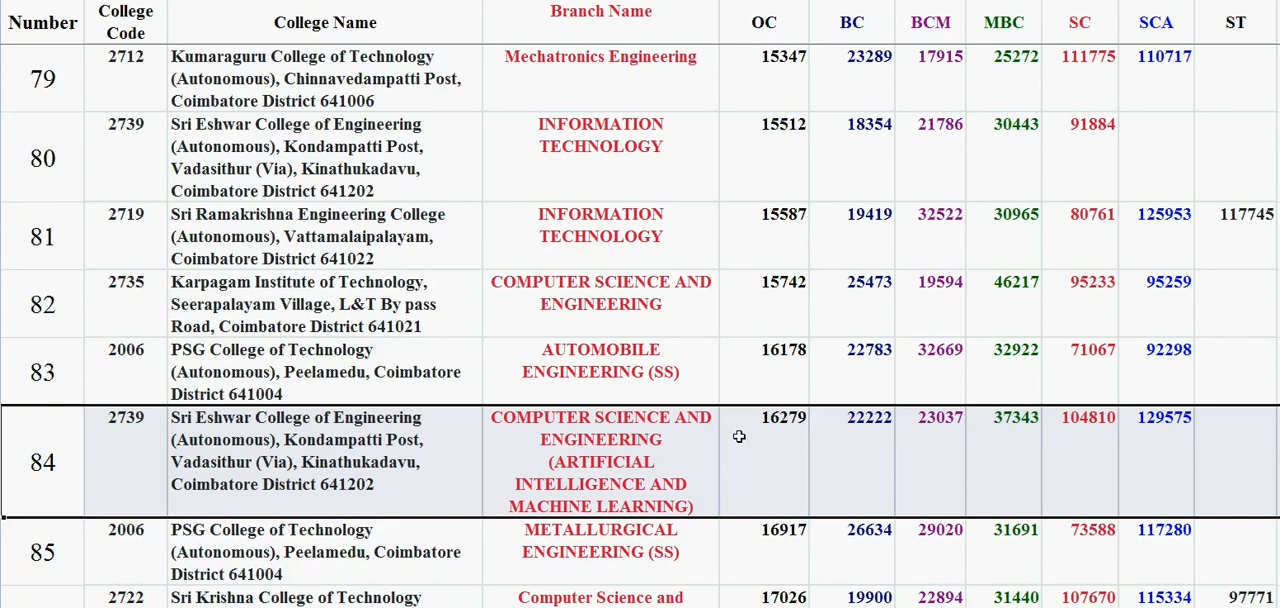 Number College Code College Name Branch Name OC BC BCM MBC SC SCA ST
79 2712 Kumaraguru College of Technology Mechatronics Engineering 15347 23289 17915 25272 111775 110717
(Autonomous), Chinnavedampatti Post,
Coimbatore District 641006
80 2739 Sri Eshwar College of Engineering INFORMATION 15512 18354 21786 30443 91884
(Autonomous), Kondampatti Post, TECHNOLOGY
Vadasithur (Via), Kinathukadavu,
Coimbatore District 641202
81 2719 Sri Ramakrishna Engineering College INFORMATION 15587 19419 32522 30965 80761 125953 117745
(Autonomous), Vattamalaipalayam, TECHNOLOGY
Coimbatore District 641022
82 2735 Karpagam Institute of Technology, COMPUTER SCIENCE AND 15742 25473 19594 46217 95233 95259
Seerapalayam Village, L&T By pass ENGINEERING
Road, Coimbatore District 641021
83 2006 PSG College of Technology AUTOMOBILE 16178 22783 32669 32922 71067 92298
(Autonomous), Peelamedu, Coimbatore ENGINEERING (SS)
District 641004
84 2739 Sri Eshwar College of Engineering COMPUTER SCIENCE AND 16279 22222 23037 37343 104810 129575
(Autonomous), Kondampatti Post, ENGINEERING
Vadasithur (Via), Kinathukadavu, (ARTIFICIAL
Coimbatore District 641202 INTELLIGENCE AND
MACHINE LEARNING)
85 2006 PSG College of Technology METALLURGICAL 16917 26634 29020 31691 73588 117280
(Autonomous), Peelamedu, Coimbatore ENGINEERING (SS)
District 641004
2722 Sri Krishna College of Technology Computer Science and 17026 19900 22894 31440 107670 115334 97771